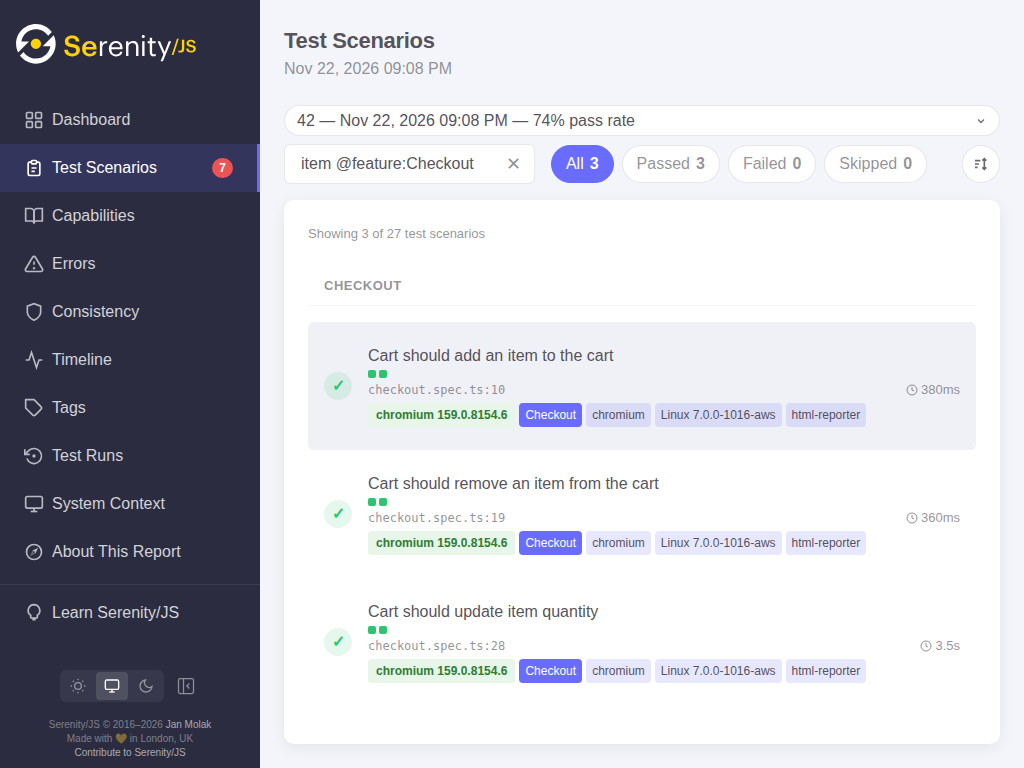 Serenity/JS
Dashboard
Test Scenarios 7
Capabilities
Errors
Consistency
Timeline
Tags
Test Runs
System Context
About This Report
Learn Serenity/JS
Serenity/JS © 2016–2026 Jan Molak
Made with 💛 in London, UK
Contribute to Serenity/JS
Test Scenarios
Nov 22, 2026 09:08 PM
42 — Nov 22, 2026 09:08 PM — 74% pass rate
item @feature:Checkout ✕ All 3 Passed 3 Failed 0 Skipped 0
Showing 3 of 27 test scenarios
CHECKOUT
Cart should add an item to the cart
checkout.spec.ts:10 380ms
chromium 159.0.8154.6 Checkout chromium Linux 7.0.0-1016-aws html-reporter
Cart should remove an item from the cart
checkout.spec.ts:19 360ms
chromium 159.0.8154.6 Checkout chromium Linux 7.0.0-1016-aws html-reporter
Cart should update item quantity
checkout.spec.ts:28 3.5s
chromium 159.0.8154.6 Checkout chromium Linux 7.0.0-1016-aws html-reporter